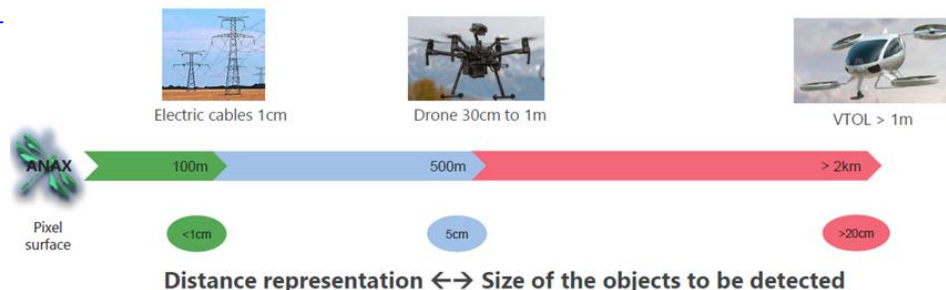 Electric cables 1cm
Drone 30cm to 1m
VTOL > 1m
ANAX
100m
500m
> 2km
Pixel
surface
<1cm
5cm
>20cm
Distance representation ←→ Size of the objects to be detected